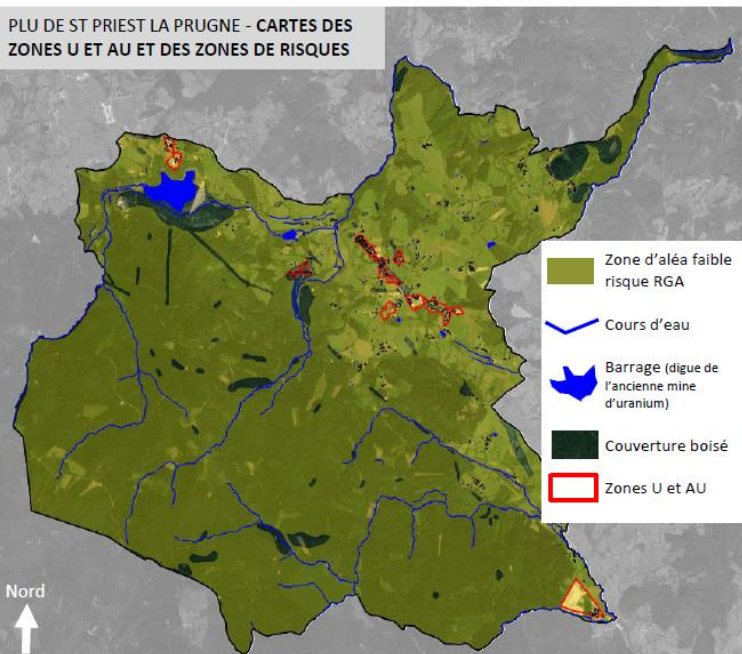 PLU DE ST PRIEST LA PRUGNE - CARTES DES
ZONES U ET AU ET DES ZONES DE RISQUES
Zone d'aléa faible
risque RGA
Cours d'eau
Barrage (digue de
l'ancienne mine
d'uranium)
Couverture boisé
Zones U et AU
Nord